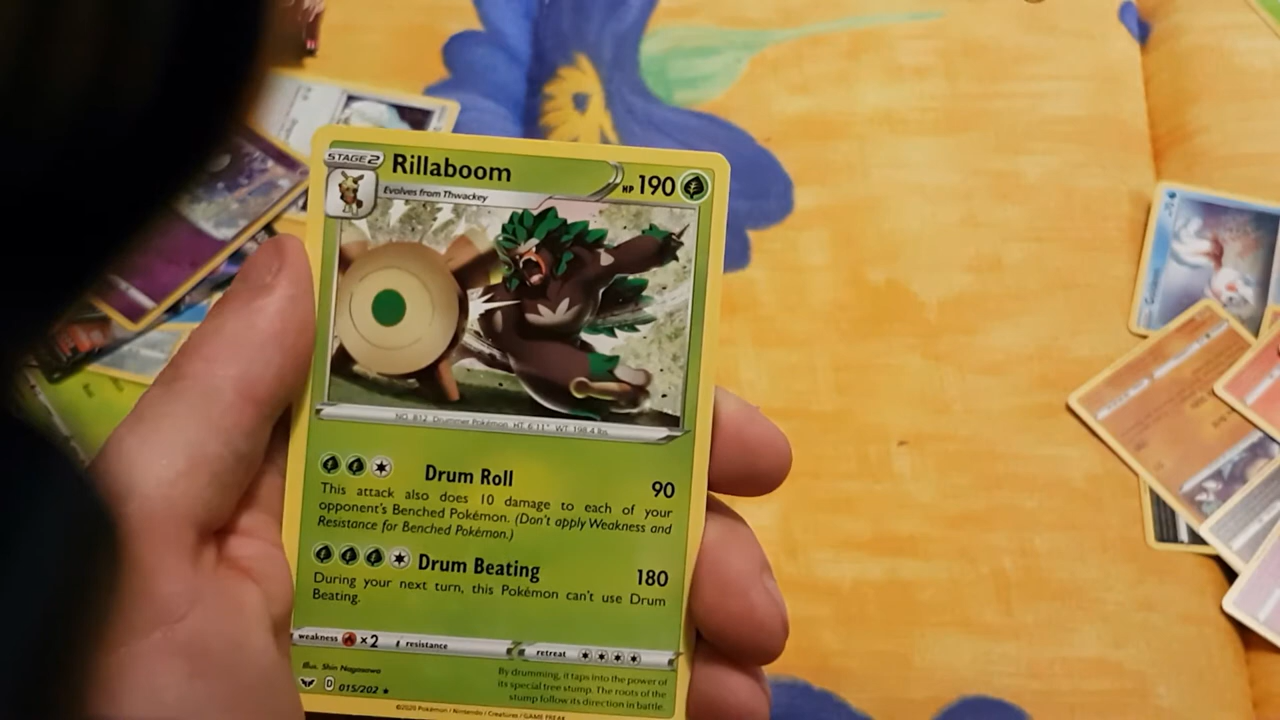 STAGE 2
Rillaboom
HP 190
Evolves from Thwackey
NO. 812 Drummer Pokémon HT: 6'11" WT: 198.4 lbs.
Drum Roll 90
This attack also does 10 damage to each of your
opponent's Benched Pokémon. (Don't apply Weakness and
Resistance for Benched Pokémon.)
Drum Beating 180
During your next turn, this Pokémon can't use Drum
Beating.
weakness ×2 resistance retreat
Illus. Shin Nagasawa
D 015/202 ★
By drumming, it taps into the power of
its special tree stump. The roots of the
stump follow its direction in battle.
©2020 Pokémon / Nintendo / Creatures / GAME FREAK